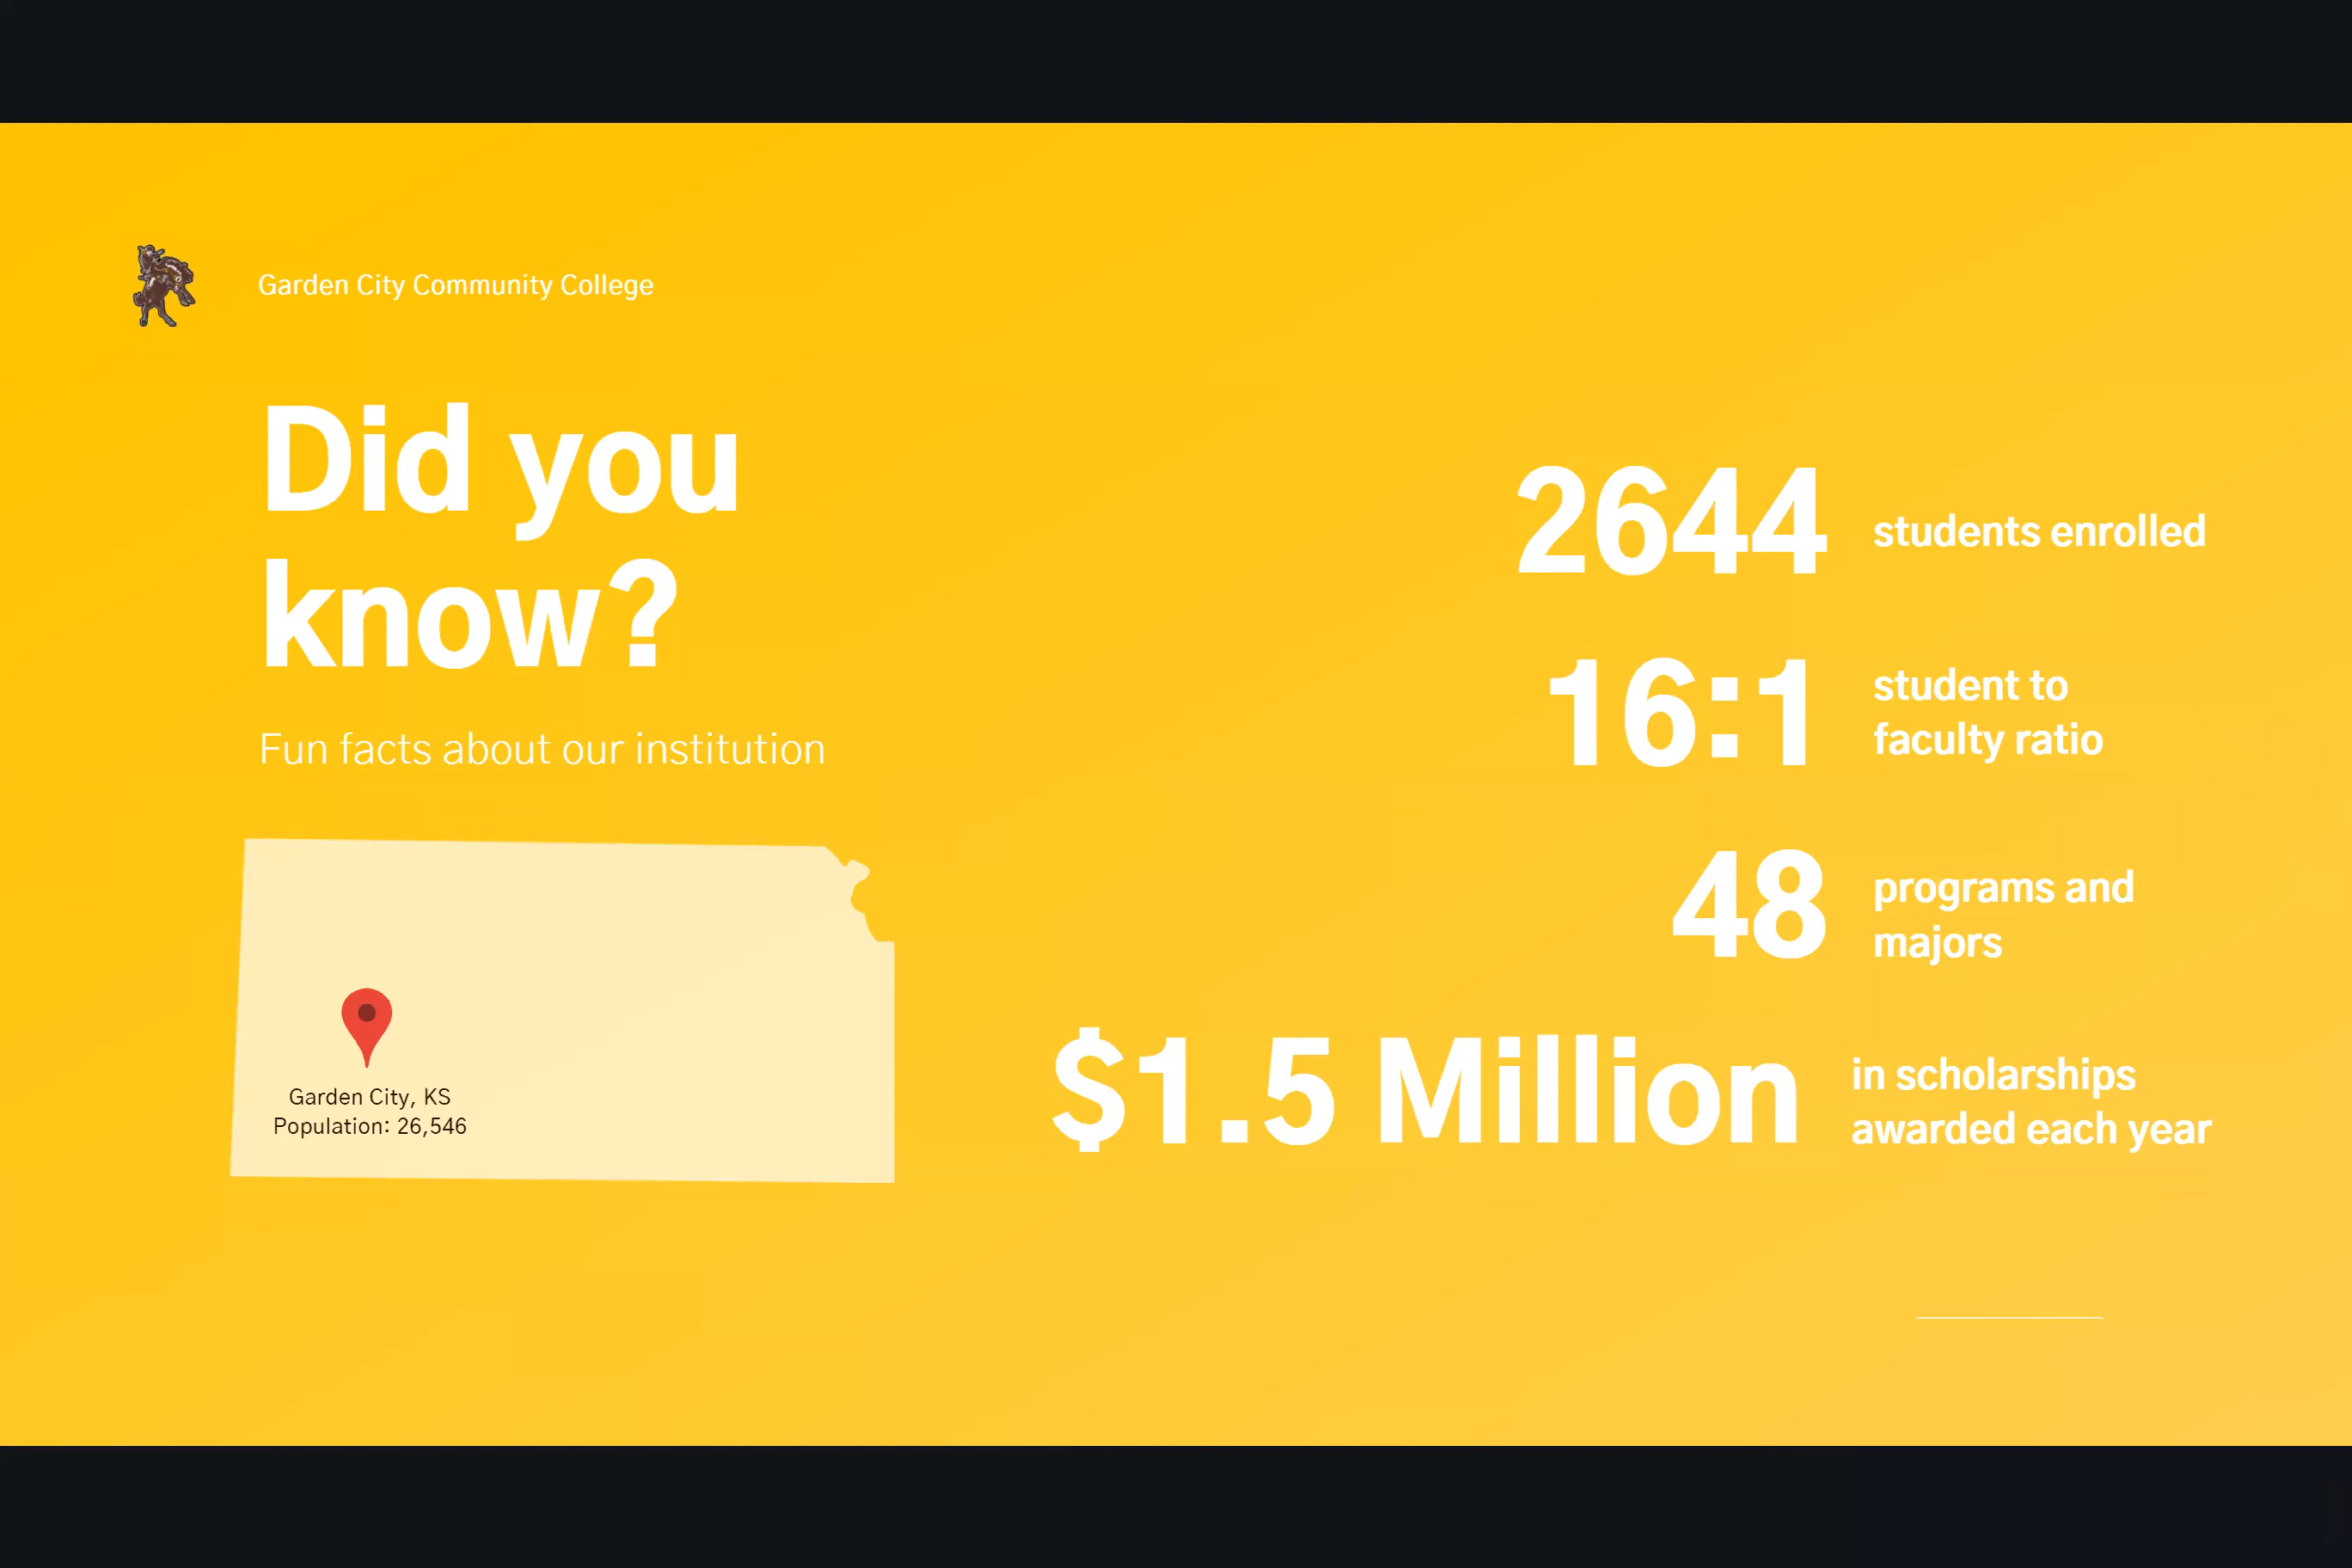 Garden City Community College
Did you
know?
Fun facts about our institution
Garden City, KS
Population: 26,546
2644 students enrolled
16:1 student to
faculty ratio
48 programs and
majors
$1.5 Million in scholarships
awarded each year